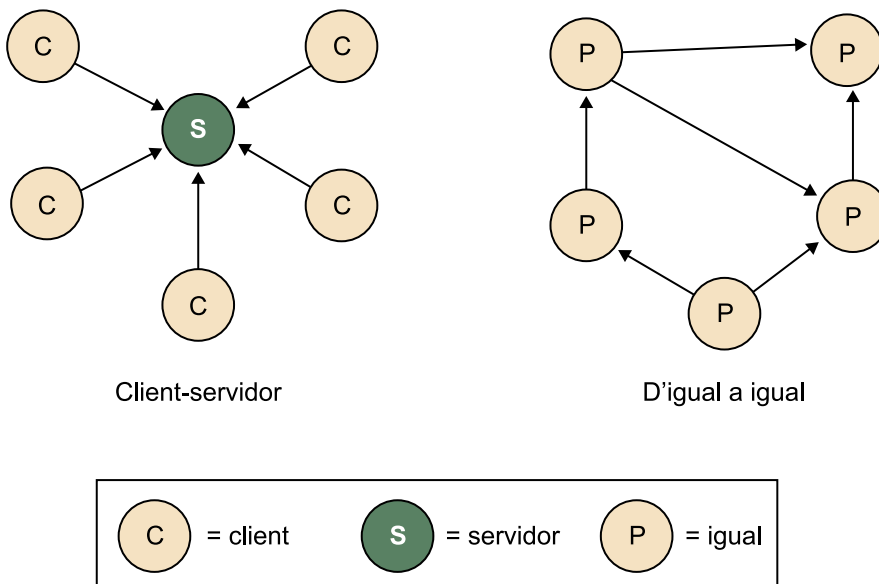 C
C
S
C
C
C
Client-servidor
P
P
P
P
P
D'igual a igual
C = client
S = servidor
P = igual